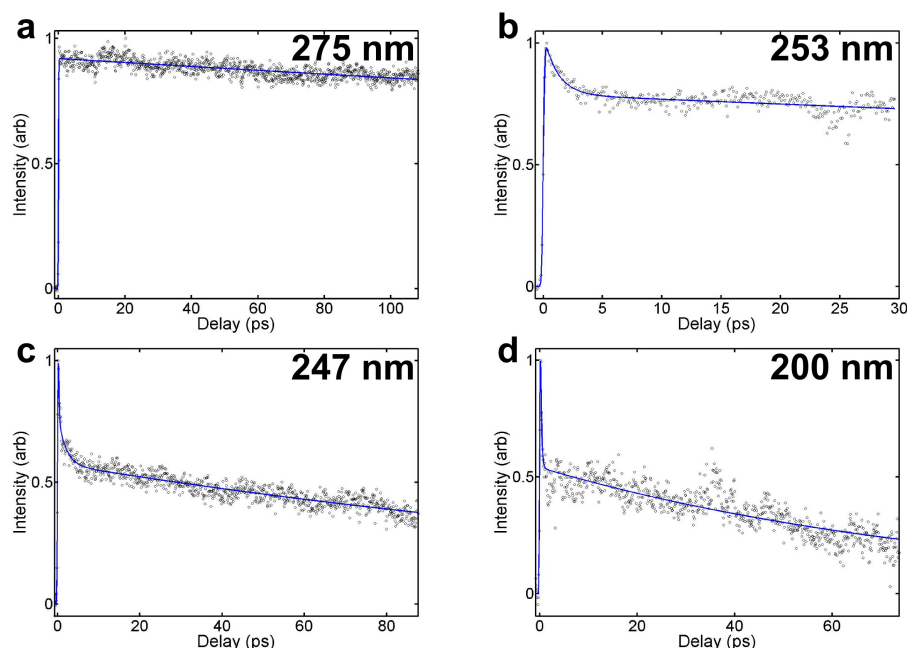 a
275 nm
1
0.5
0
Intensity (arb)
0 20 40 60 80 100
Delay (ps)
b
253 nm
1
0.5
0
Intensity (arb)
0 5 10 15 20 25 30
Delay (ps)
c
247 nm
1
0.5
0
Intensity (arb)
0 20 40 60 80
Delay (ps)
d
200 nm
1
0.5
0
Intensity (arb)
0 20 40 60
Delay (ps)